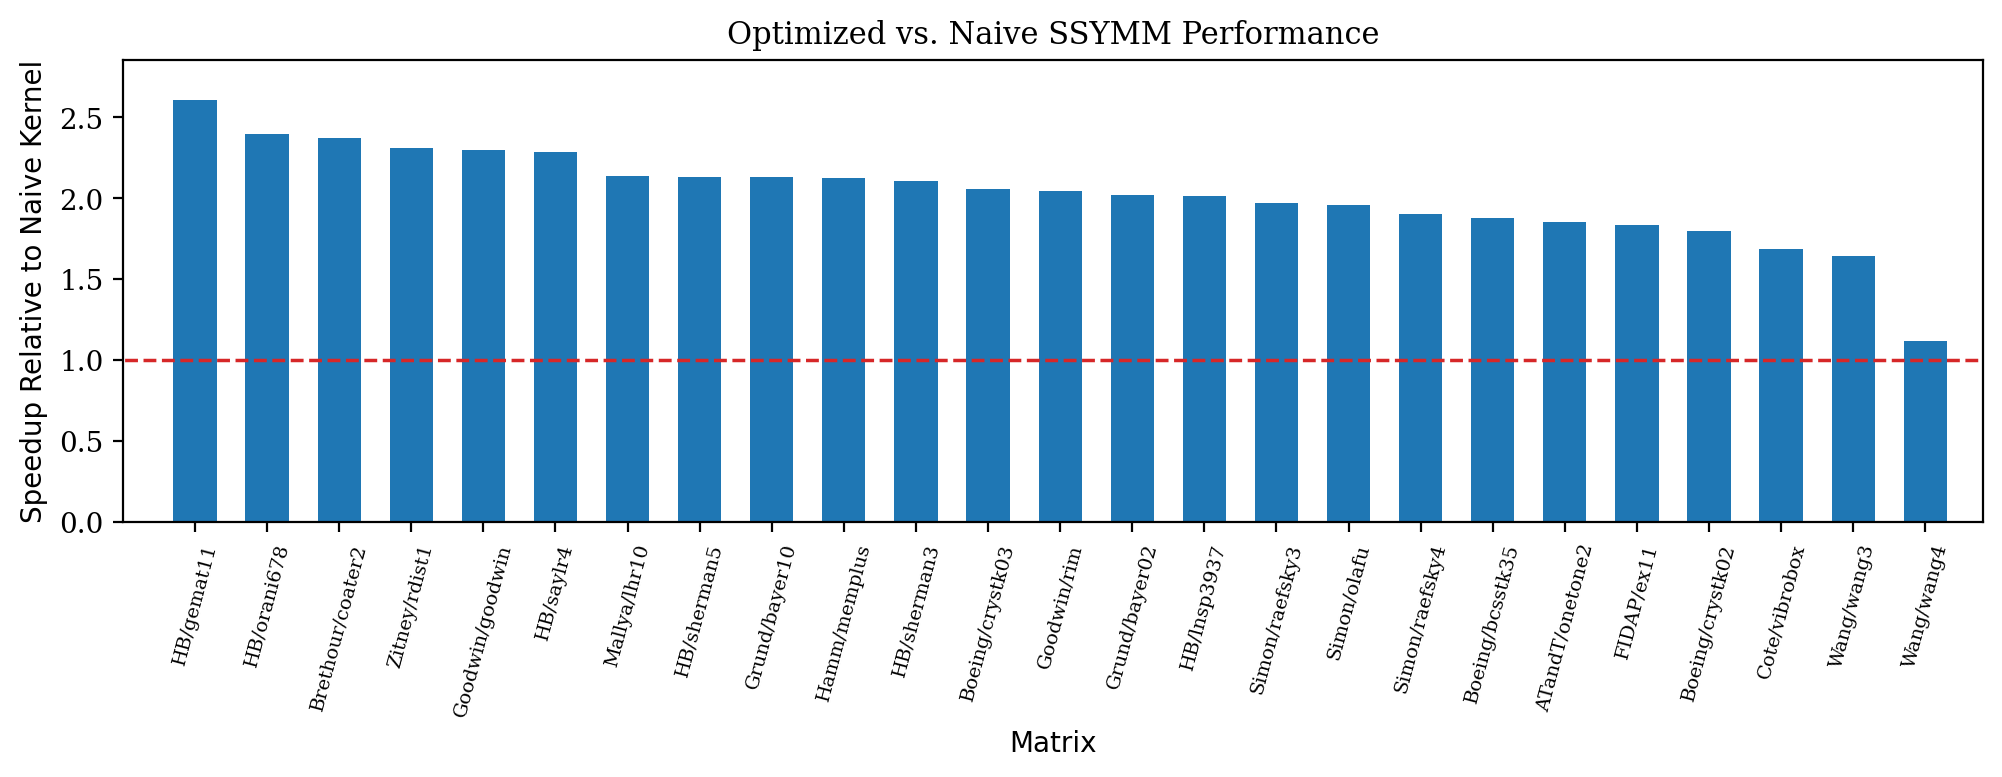 Optimized vs. Naive SSYMM Performance
Speedup Relative to Naive Kernel
2.5
2.0
1.5
1.0
0.5
0.0
HB/gemat11
HB/orani678
Brethour/coater2
Zitney/rdist1
Goodwin/goodwin
HB/saylr4
Mallya/lhr10
HB/sherman5
Grund/bayer10
Hamm/memplus
HB/sherman3
Boeing/crystk03
Goodwin/rim
Grund/bayer02
HB/lnsp3937
Simon/raefsky3
Simon/olafu
Simon/raefsky4
Boeing/bcsstk35
ATandT/onetone2
FIDAP/ex11
Boeing/crystk02
Cote/vibrobox
Wang/wang3
Wang/wang4
Matrix